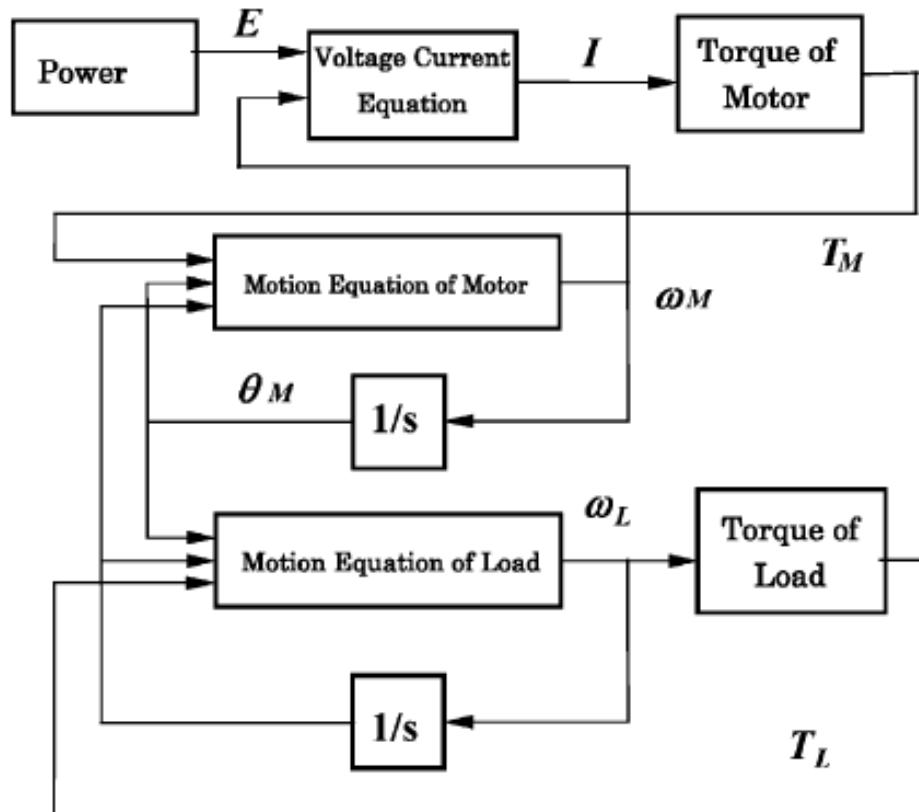 E
Power
Voltage Current
Equation
I
Torque of
Motor
T_M
Motion Equation of Motor
ω_M
θ_M
1/s
ω_L
Motion Equation of Load
Torque of
Load
1/s
T_L